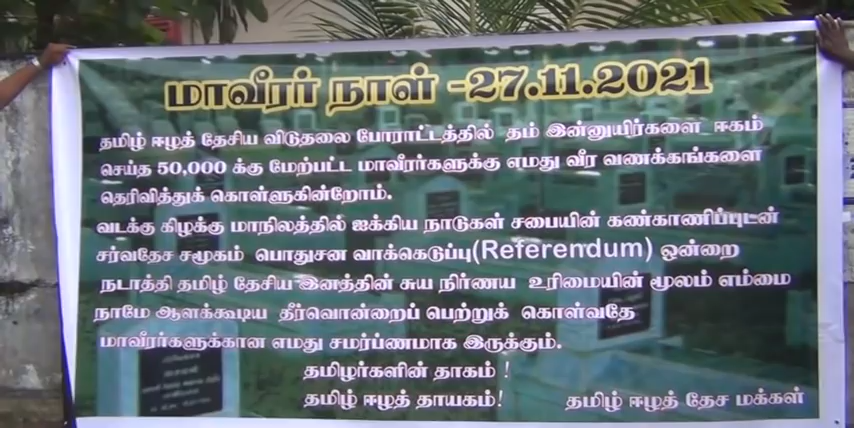 மாவீரர் நாள் -27.11.2021
தமிழ் ஈழத் தேசிய விடுதலை போராட்டத்தில் தம் இன்னுயிர்களை ஈகம்
செய்த 50,000 க்கு மேற்பட்ட மாவீரர்களுக்கு எமது வீர வணக்கங்களை
தெரிவித்துக் கொள்ளுகின்றோம்.
வடக்கு கிழக்கு மாநிலத்தில் ஐக்கிய நாடுகள் சபையின் கண்காணிப்புடன்
சர்வதேச சமூகம் பொதுசன வாக்கெடுப்பு(Referendum) ஒன்றை
நடாத்தி தமிழ் தேசிய இனத்தின் சுய நிர்ணய உரிமையின் மூலம் எம்மை
நாமே ஆளக்கூடிய தீர்வொன்றைப் பெற்றுக் கொள்வதே
மாவீரர்களுக்கான எமது சமர்ப்ணமாக இருக்கும்.
தமிழர்களின் தாகம் !
தமிழ் ஈழத் தாயகம்! தமிழ் ஈழத் தேச மக்கள்